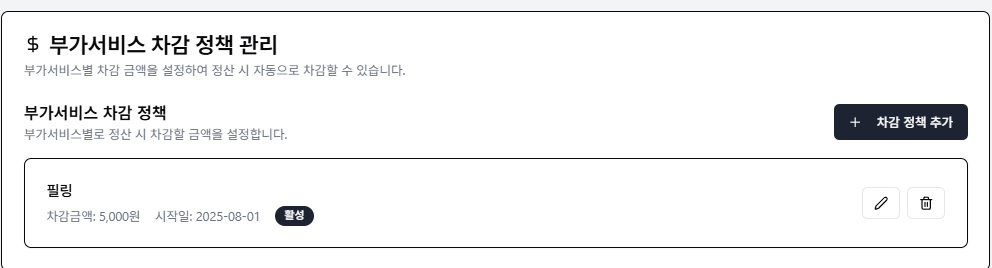 $ 부가서비스 차감 정책 관리
부가서비스별 차감 금액을 설정하여 정산 시 자동으로 차감할 수 있습니다.
부가서비스 차감 정책
부가서비스별로 정산 시 차감할 금액을 설정합니다.
+ 차감 정책 추가
필링
차감금액: 5,000원 시작일: 2025-08-01 활성